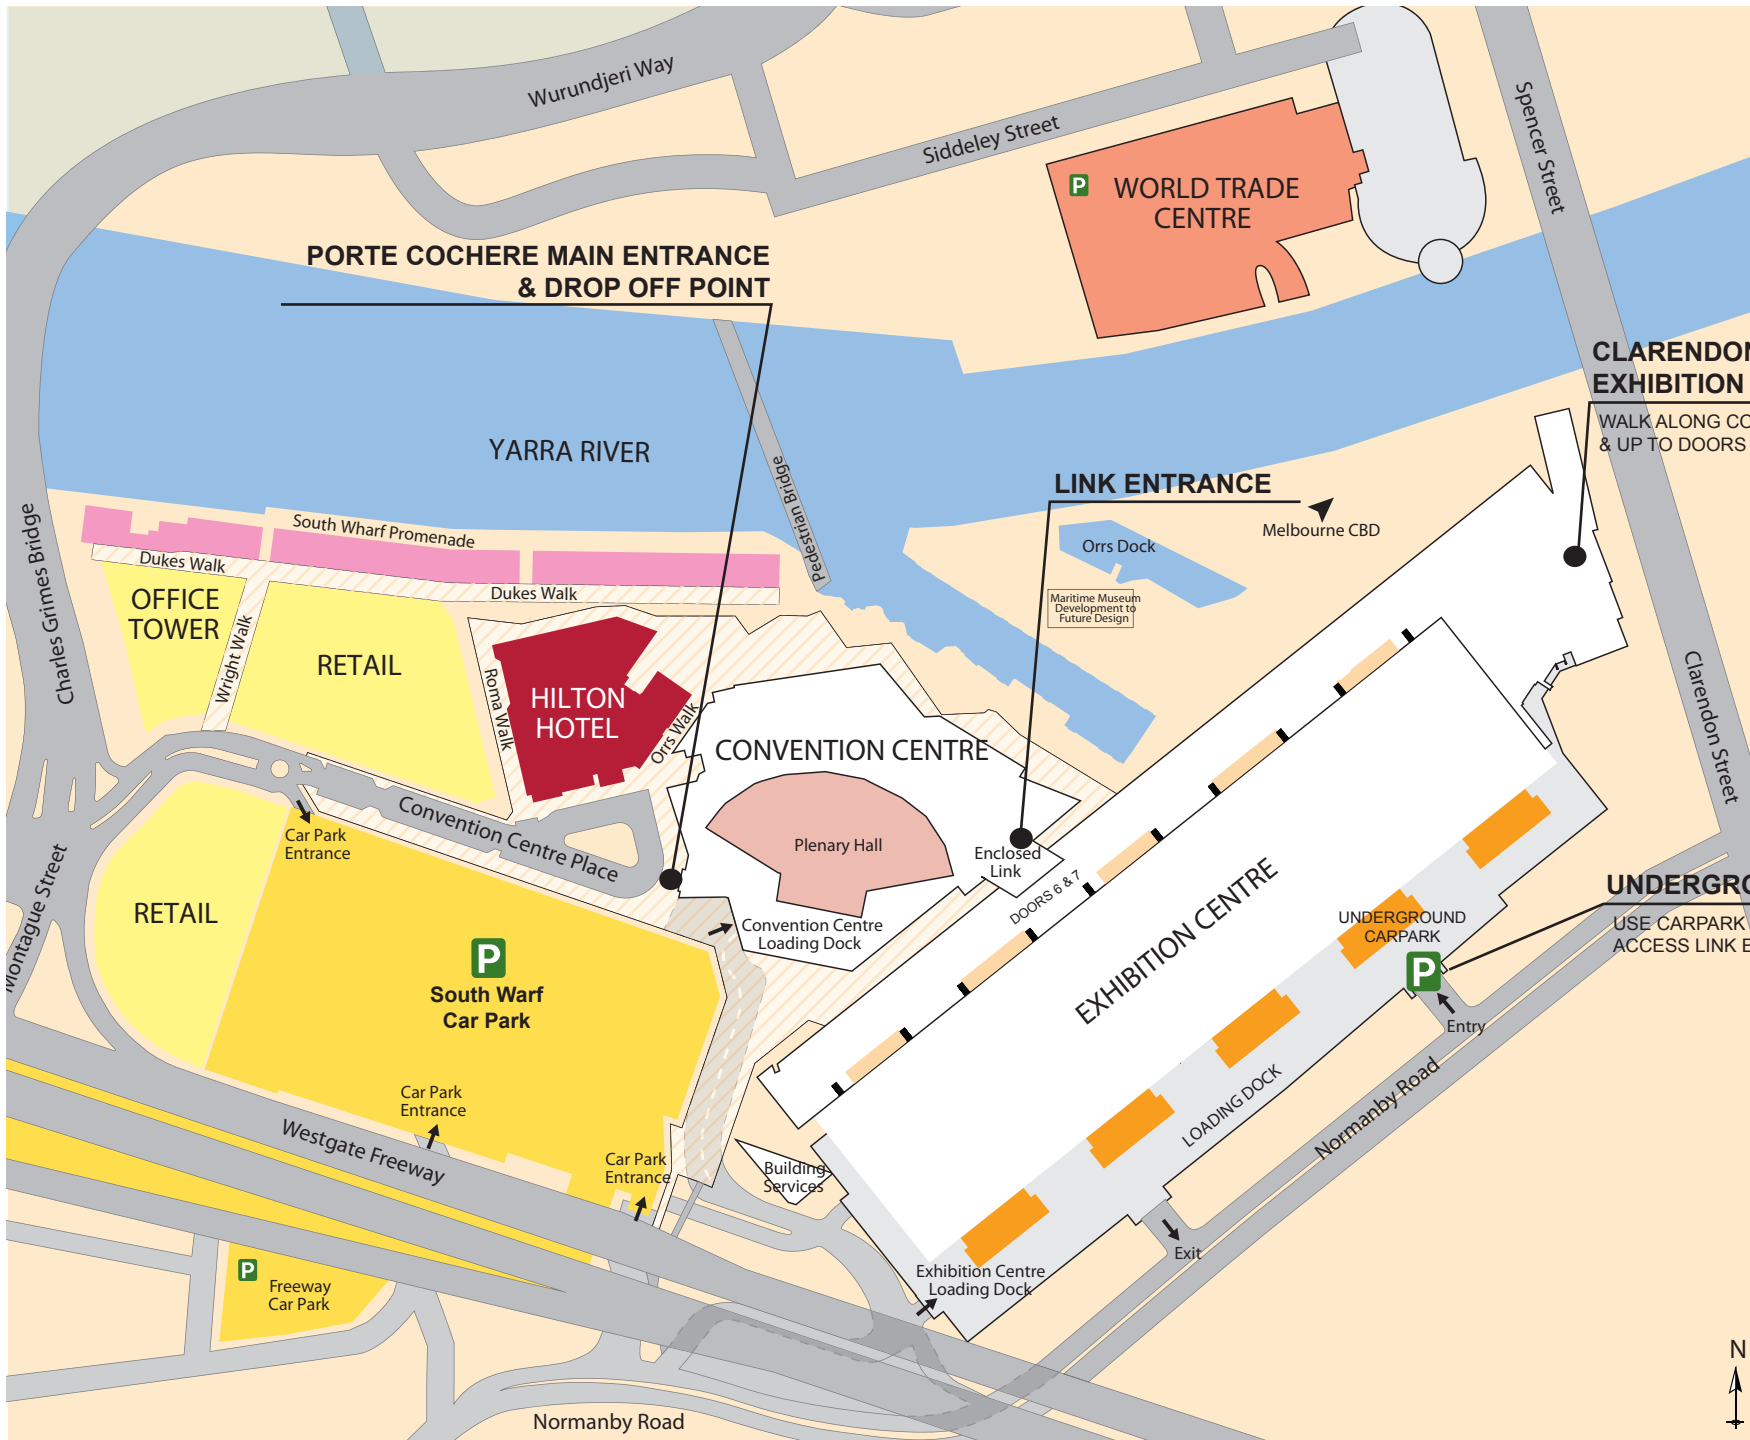 Wurundjeri Way
Siddeley Street
Spencer Street
P
WORLD TRADE
CENTRE
PORTE COCHERE MAIN ENTRANCE
& DROP OFF POINT
CLARENDON
EXHIBITION
WALK ALONG CO
& UP TO DOORS
YARRA RIVER
Pedestrian Bridge
LINK ENTRANCE
Melbourne CBD
Orrs Dock
Maritime Museum
Development to
Future Design
South Wharf Promenade
Dukes Walk
Dukes Walk
Charles Grimes Bridge
OFFICE
TOWER
Wright Walk
RETAIL
Roma Walk
HILTON
HOTEL
Orrs Walk
CONVENTION CENTRE
Clarendon Street
Plenary Hall
Enclosed
Link
DOORS 6 & 7
Convention Centre Place
Car Park
Entrance
Montague Street
RETAIL
Convention Centre
Loading Dock
EXHIBITION CENTRE
UNDERGROUND
CARPARK
P
UNDERGRO
USE CARPARK
ACCESS LINK E
Entry
P
South Warf
Car Park
Car Park
Entrance
Westgate Freeway
Car Park
Entrance
Building
Services
LOADING DOCK
Normanby Road
Exit
Exhibition Centre
Loading Dock
P
Freeway
Car Park
Normanby Road
N